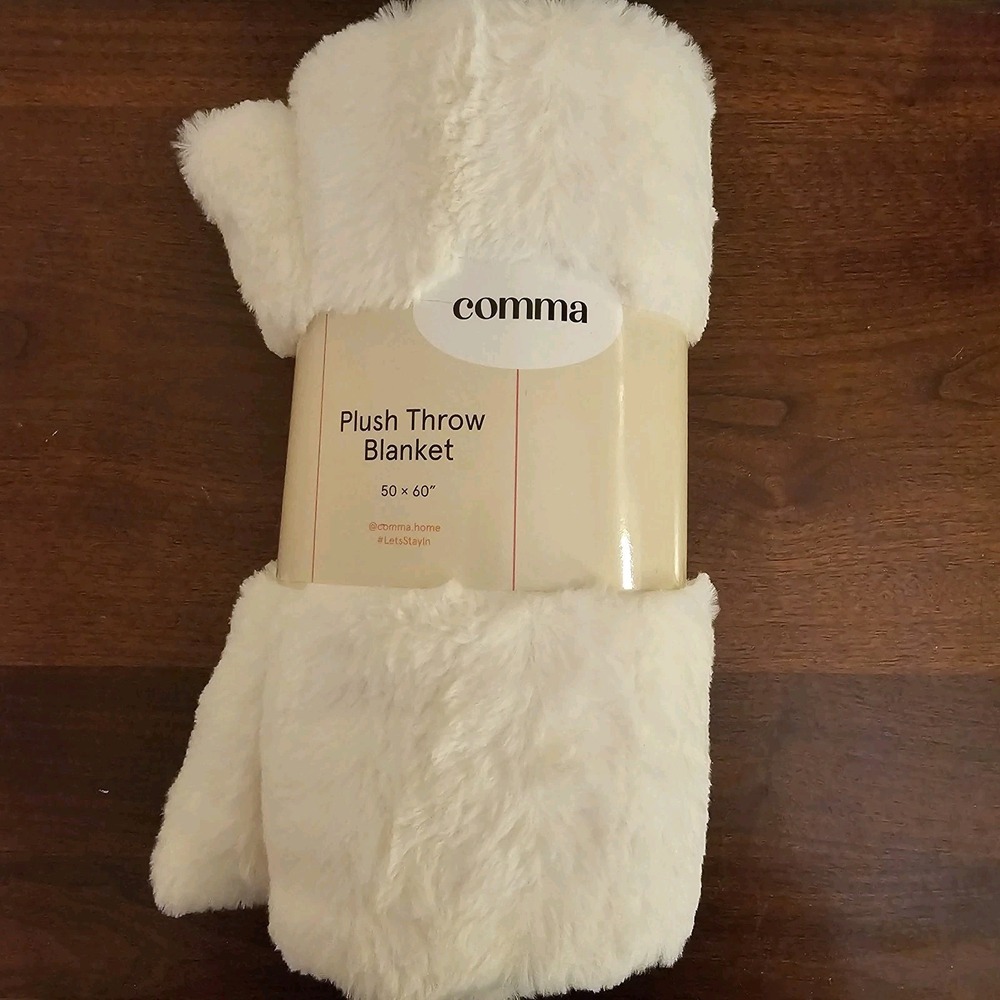 comma
Plush Throw
Blanket
50 × 60"
@comma.home
#LetsStayIn